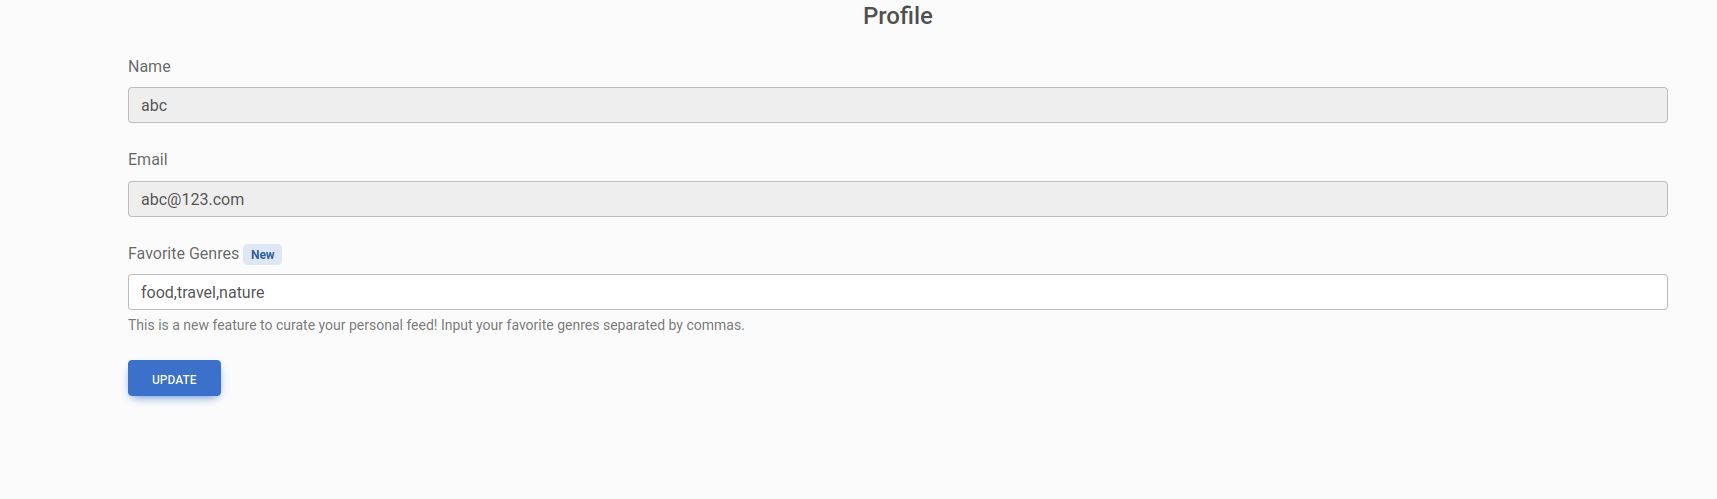 Profile
Name
abc
Email
abc@123.com
Favorite Genres New
food,travel,nature
This is a new feature to curate your personal feed! Input your favorite genres separated by commas.
UPDATE